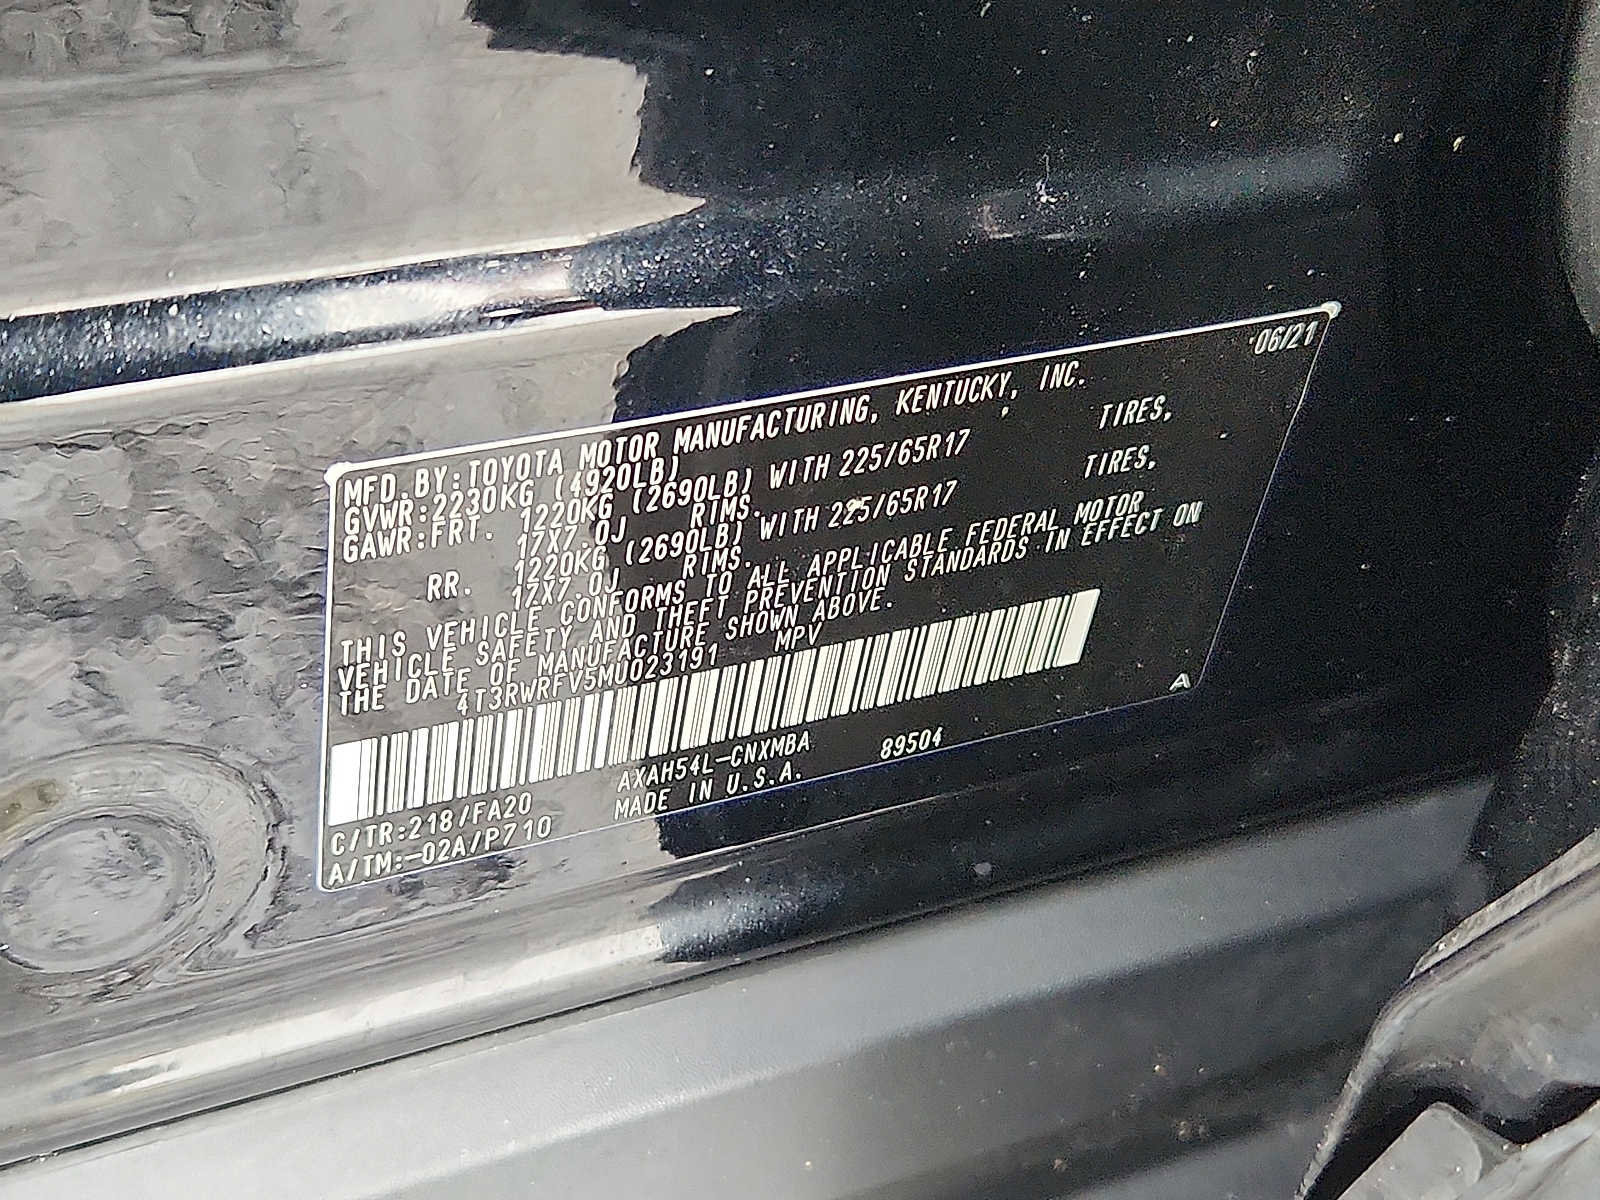 06/21
MFD. BY: TOYOTA MOTOR MANUFACTURING, KENTUCKY, INC.
GVWR: 2230KG (4920LB)
GAWR: FRT. 1220KG (2690LB) WITH 225/65R17 TIRES,
17X7.0J RIMS.
RR. 1220KG (2690LB) WITH 225/65R17 TIRES,
17X7.0J RIMS.
THIS VEHICLE CONFORMS TO ALL APPLICABLE FEDERAL MOTOR
VEHICLE SAFETY AND THEFT PREVENTION STANDARDS IN EFFECT ON
THE DATE OF MANUFACTURE SHOWN ABOVE.
4T3RWRFV5MU023191 MPV
A
C/TR:218/FA20 AXAH54L-CNXMBA 89504
A/TM:-02A/P710 MADE IN U.S.A.